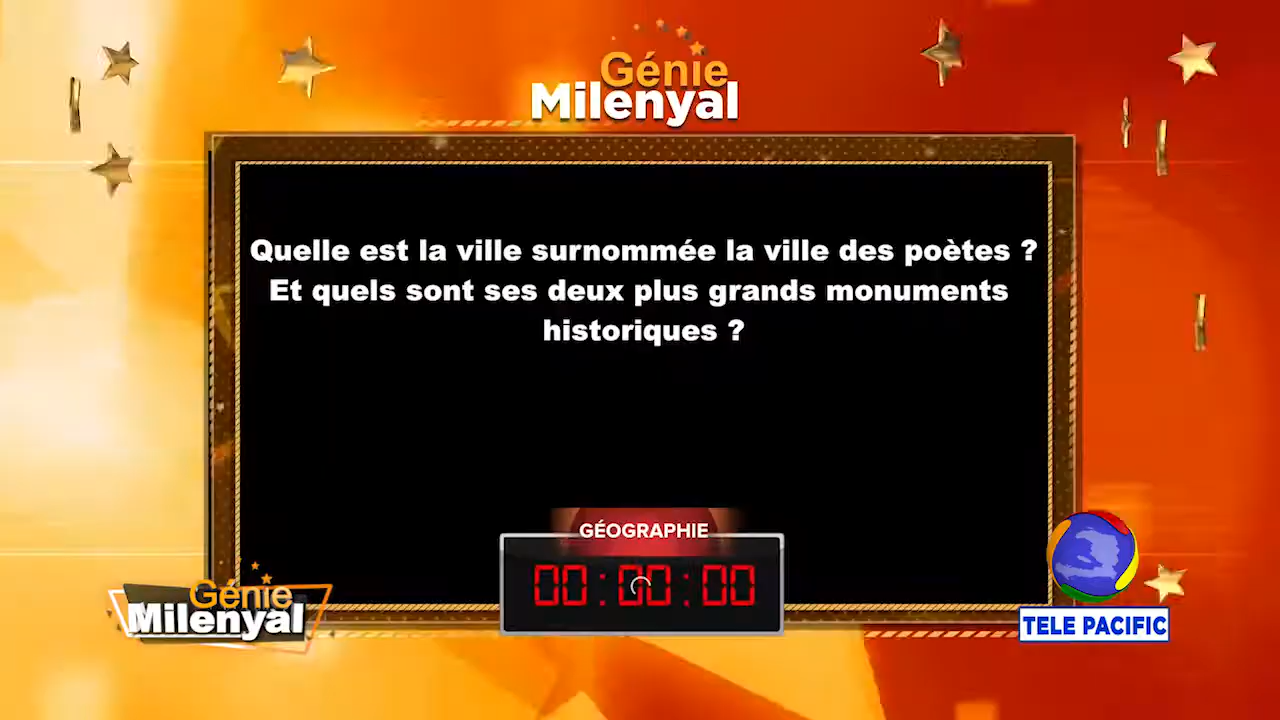 Génie
Milenyal
Quelle est la ville surnommée la ville des poètes ?
Et quels sont ses deux plus grands monuments
historiques ?
GÉOGRAPHIE
00:00:00
Génie
Milenyal
TELE PACIFIC